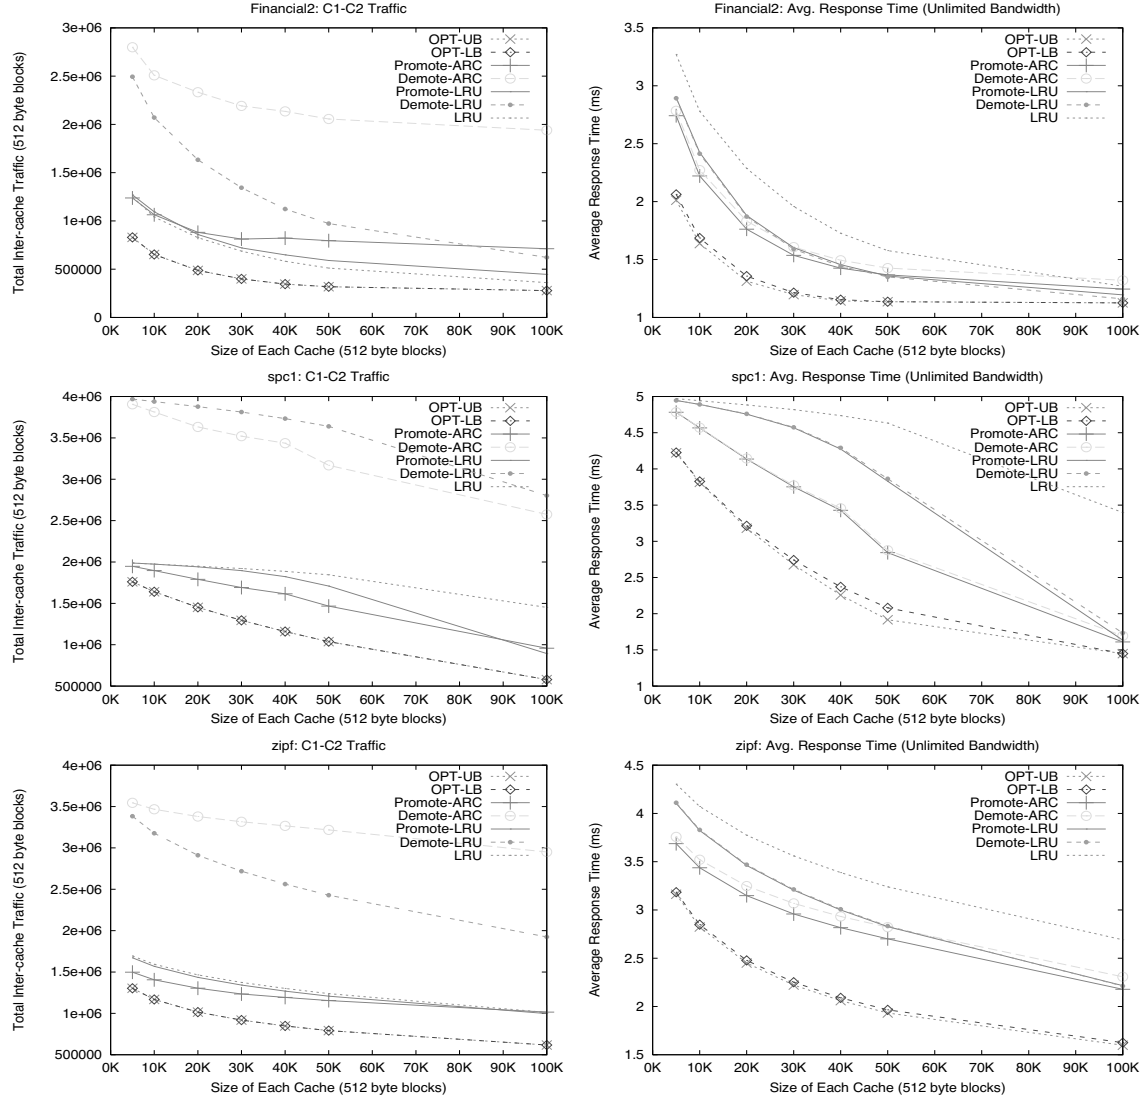 Financial2: C1-C2 Traffic
Total Inter-cache Traffic (512 byte blocks)
3e+06
2.5e+06
2e+06
1.5e+06
1e+06
500000
0
OPT-UB
OPT-LB
Promote-ARC
Demote-ARC
Promote-LRU
Demote-LRU
LRU
0K 10K 20K 30K 40K 50K 60K 70K 80K 90K 100K
Size of Each Cache (512 byte blocks)
Financial2: Avg. Response Time (Unlimited Bandwidth)
Average Response Time (ms)
3.5
3
2.5
2
1.5
1
OPT-UB
OPT-LB
Promote-ARC
Demote-ARC
Promote-LRU
Demote-LRU
LRU
0K 10K 20K 30K 40K 50K 60K 70K 80K 90K 100K
Size of Each Cache (512 byte blocks)
spc1: C1-C2 Traffic
Total Inter-cache Traffic (512 byte blocks)
4e+06
3.5e+06
3e+06
2.5e+06
2e+06
1.5e+06
1e+06
500000
OPT-UB
OPT-LB
Promote-ARC
Demote-ARC
Promote-LRU
Demote-LRU
LRU
0K 10K 20K 30K 40K 50K 60K 70K 80K 90K 100K
Size of Each Cache (512 byte blocks)
spc1: Avg. Response Time (Unlimited Bandwidth)
Average Response Time (ms)
5
4.5
4
3.5
3
2.5
2
1.5
1
OPT-UB
OPT-LB
Promote-ARC
Demote-ARC
Promote-LRU
Demote-LRU
LRU
0K 10K 20K 30K 40K 50K 60K 70K 80K 90K 100K
Size of Each Cache (512 byte blocks)
zipf: C1-C2 Traffic
Total Inter-cache Traffic (512 byte blocks)
4e+06
3.5e+06
3e+06
2.5e+06
2e+06
1.5e+06
1e+06
500000
OPT-UB
OPT-LB
Promote-ARC
Demote-ARC
Promote-LRU
Demote-LRU
LRU
0K 10K 20K 30K 40K 50K 60K 70K 80K 90K 100K
Size of Each Cache (512 byte blocks)
zipf: Avg. Response Time (Unlimited Bandwidth)
Average Response Time (ms)
4.5
4
3.5
3
2.5
2
1.5
OPT-UB
OPT-LB
Promote-ARC
Demote-ARC
Promote-LRU
Demote-LRU
LRU
0K 10K 20K 30K 40K 50K 60K 70K 80K 90K 100K
Size of Each Cache (512 byte blocks)